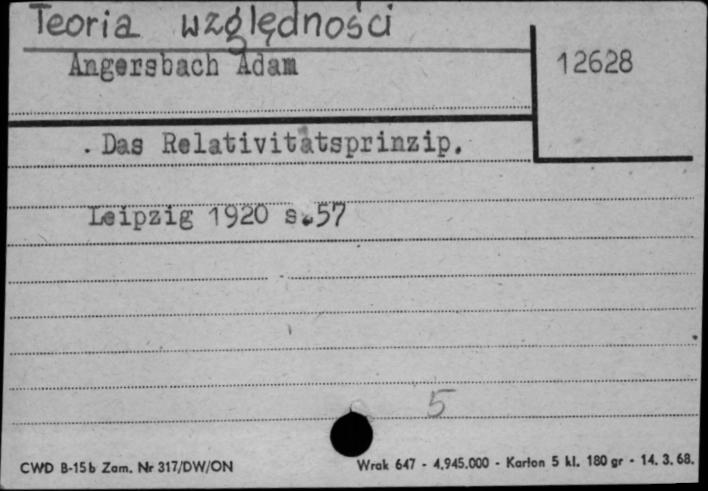 Teoria względności
Angersbach Adam
12628
. Das Relativitätsprinzip.
Leipzig 1920 s.57
5
CWD B-15b Zam. Nr 317/DW/ON
Wrak 647 - 4.945.000 - Karton 5 kl. 180 gr - 14. 3. 68.